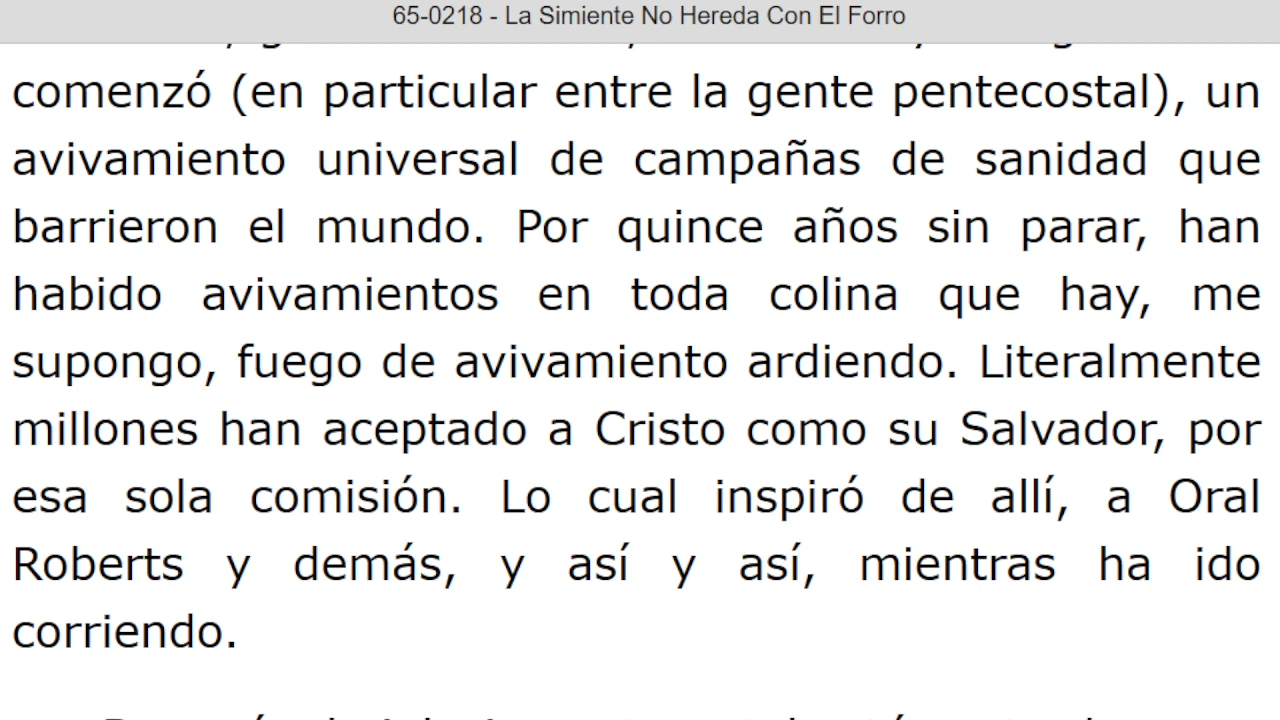 65-0218 - La Simiente No Hereda Con El Forro
comenzó (en particular entre la gente pentecostal), un
avivamiento universal de campañas de sanidad que
barrieron el mundo. Por quince años sin parar, han
habido avivamientos en toda colina que hay, me
supongo, fuego de avivamiento ardiendo. Literalmente
millones han aceptado a Cristo como su Salvador, por
esa sola comisión. Lo cual inspiró de allí, a Oral
Roberts y demás, y así y así, mientras ha ido
corriendo.